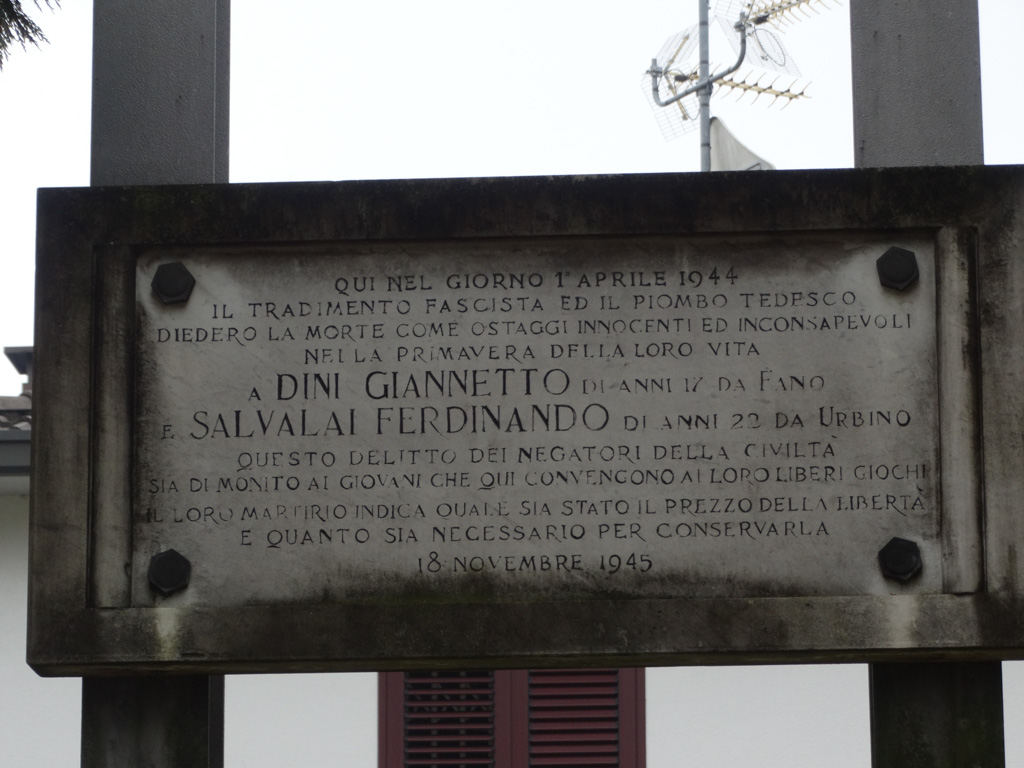 QUI NEL GIORNO 1° APRILE 1944
IL TRADIMENTO FASCISTA ED IL PIOMBO TEDESCO
DIEDERO LA MORTE COME OSTAGGI INNOCENTI ED INCONSAPEVOLI
NELLA PRIMAVERA DELLA LORO VITA
A DINI GIANNETTO DI ANNI 17 DA FANO
E SALVALAI FERDINANDO DI ANNI 22 DA URBINO
QUESTO DELITTO DEI NEGATORI DELLA CIVILTÀ
SIA DI MONITO AI GIOVANI CHE QUI CONVENGONO AI LORO LIBERI GIOCHI
IL LORO MARTIRIO INDICA QUALE SIA STATO IL PREZZO DELLA LIBERTÀ
E QUANTO SIA NECESSARIO PER CONSERVARLA
18 NOVEMBRE 1945